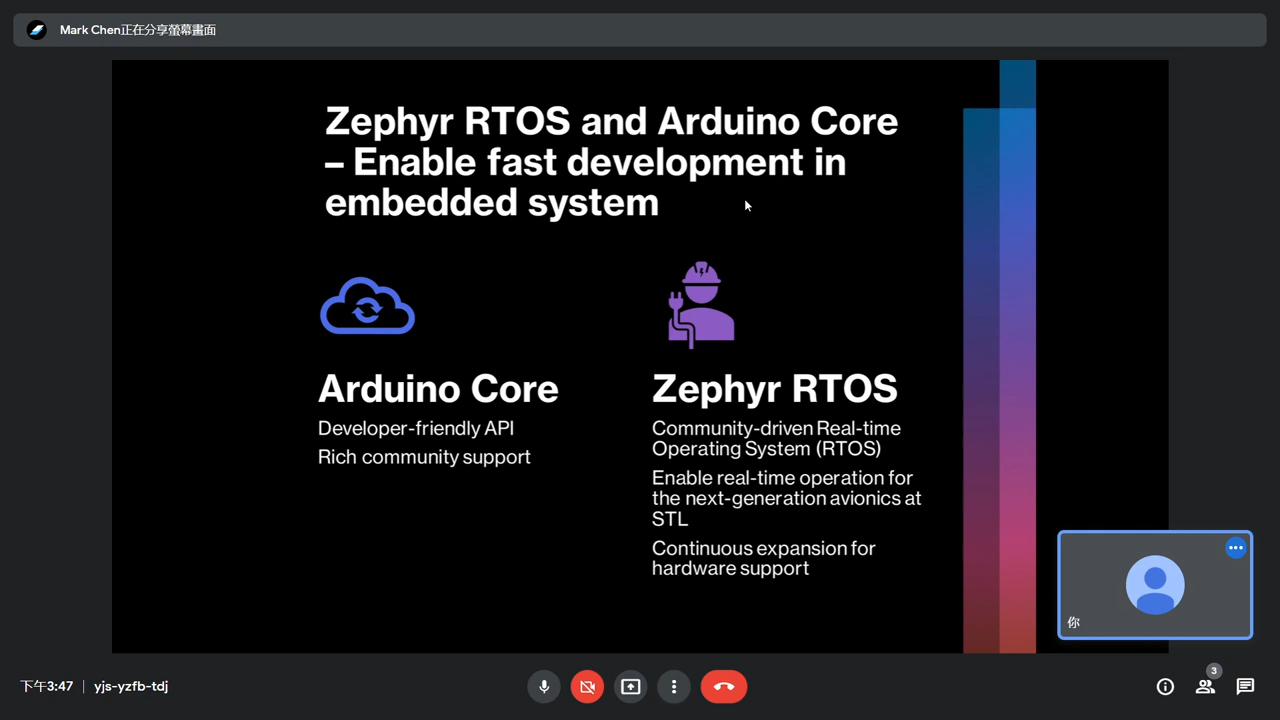 Mark Chen正在分享螢幕畫面
Zephyr RTOS and Arduino Core
– Enable fast development in
embedded system
Arduino Core
Developer-friendly API
Rich community support
Zephyr RTOS
Community-driven Real-time
Operating System (RTOS)
Enable real-time operation for
the next-generation avionics at
STL
Continuous expansion for
hardware support
你
下午3:47
yjs-yzfb-tdj
3